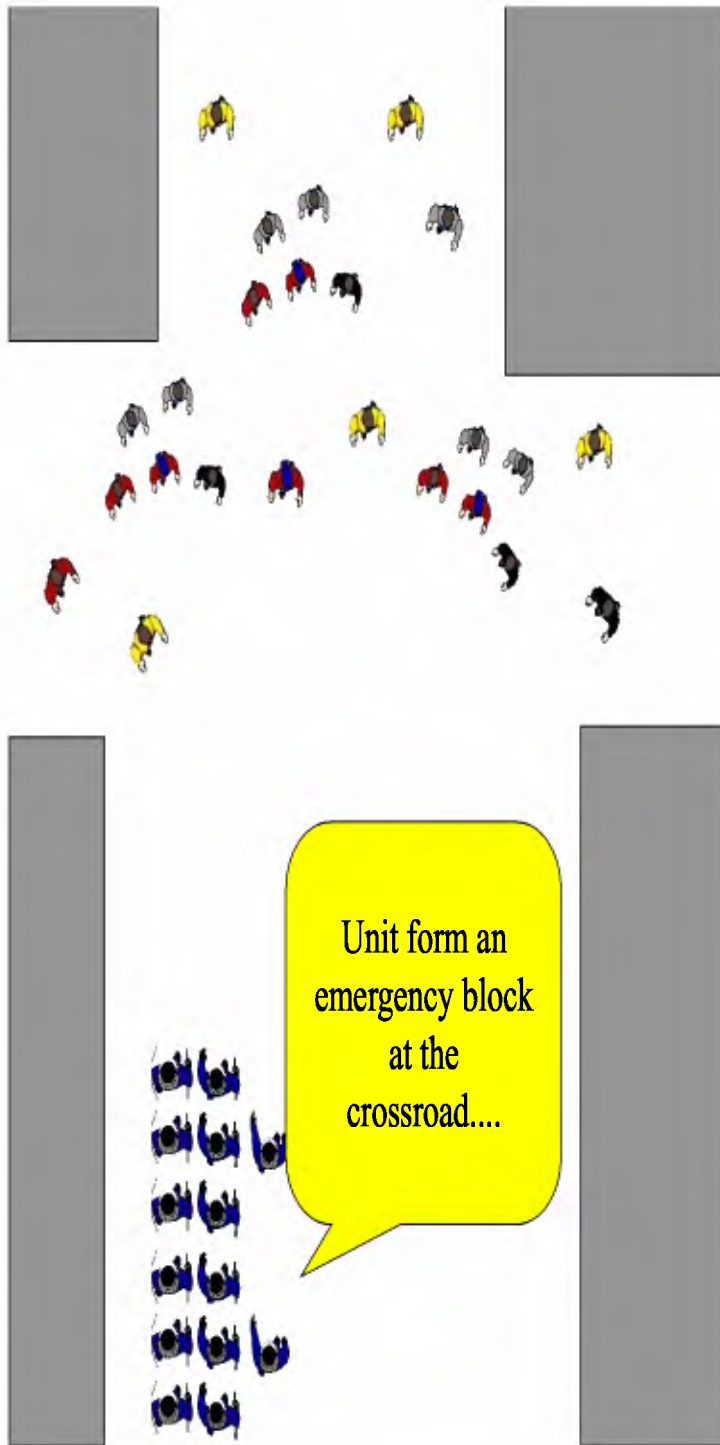 Unit form an
emergency block
at the
crossroad....